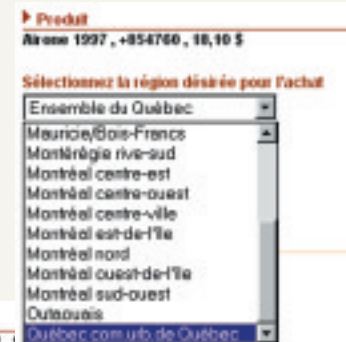 Produit
Airone 1997 , +854760 , 18,10 $
Sélectionnez la région désirée pour l'achat
Ensemble du Québec
Mauricie/Bois-Francs
Montérégie rive-sud
Montréal centre-est
Montréal centre-ouest
Montréal centre-ville
Montréal est-de-l'île
Montréal nord
Montréal ouest-de-l'île
Montréal sud-ouest
Outaouais
Québec com.urb. de Québec